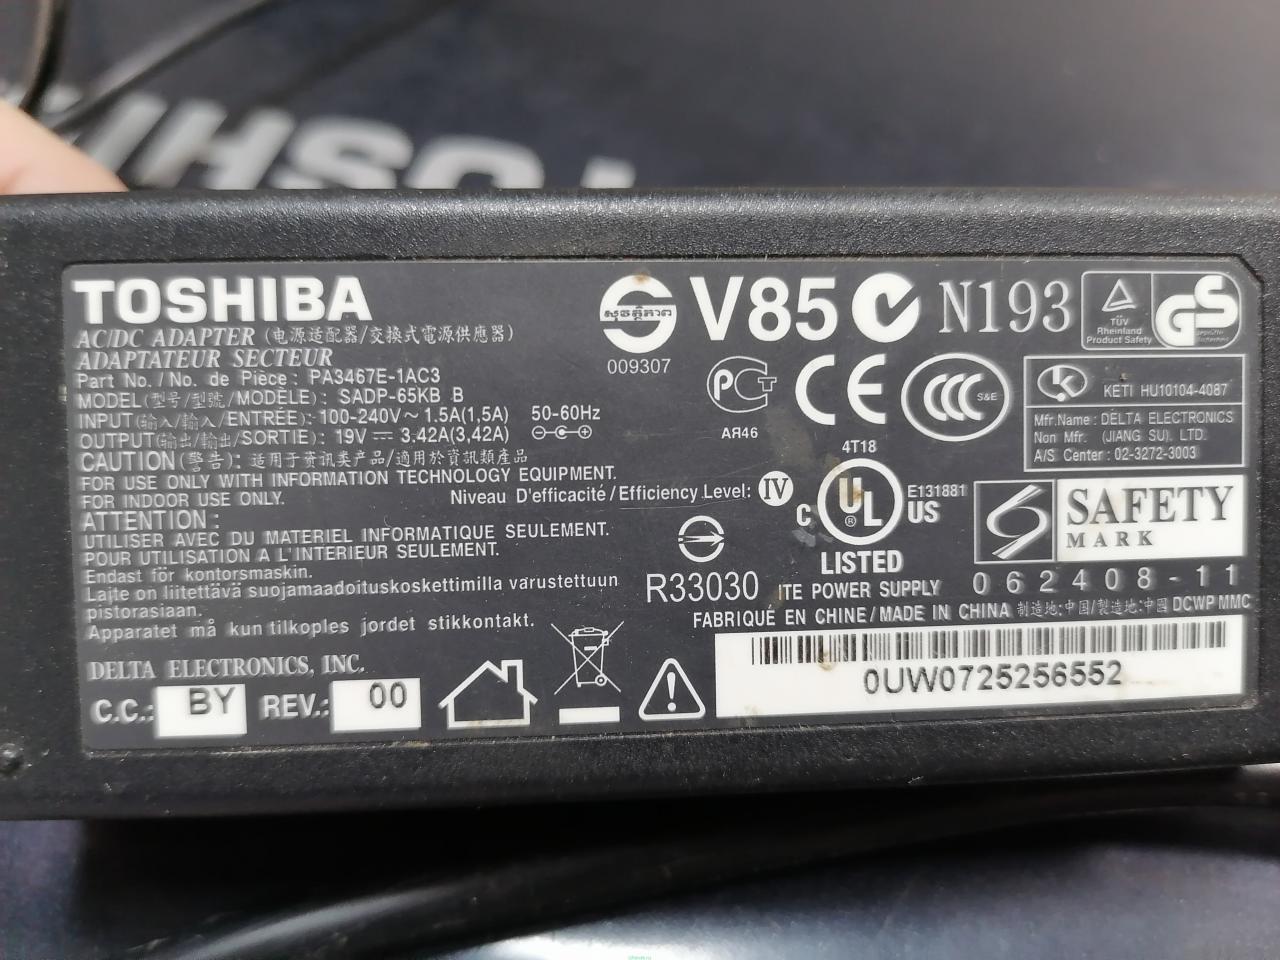 TOSHIBA
AC/DC ADAPTER (电源适配器/交換式電源供應器)
ADAPTATEUR SECTEUR
Part No. / No. de Pièce : PA3467E-1AC3
MODEL(型号/型號/MODÈLE) : SADP-65KB B
INPUT(输入/輸入/ENTRÉE): 100-240V~ 1.5A(1,5A) 50-60Hz
OUTPUT(输出/輸出/SORTIE): 19V 3.42A(3,42A)
CAUTION(警告): 适用于资讯类产品/適用於資訊類產品
FOR USE ONLY WITH INFORMATION TECHNOLOGY EQUIPMENT.
FOR INDOOR USE ONLY.
Niveau D'efficacité / Efficiency Level: IV
ATTENTION :
UTILISER AVEC DU MATERIEL INFORMATIQUE SEULEMENT.
POUR UTILISATION A L'INTERIEUR SEULEMENT.
Endast för kontorsmaskin.
Laite on liitettävä suojamaadoituskoskettimilla varustettuun
pistorasiaan.
Apparatet må kun tilkoples jordet stikkontakt.
DELTA ELECTRONICS, INC.
C.C.: BY REV.: 00
009307
V85 N193
TÜV
Rheinland
Product Safety
GS
PCT
АЯ46
CE
CCC S&E
KETI HU10104-4087
Mfr.Name : DELTA ELECTRONICS
Non Mfr. (JIANG SU). LTD.
A/S Center : 02-3272-3003
4T18
C UL US
® E131881
LISTED
R33030 ITE POWER SUPPLY
SAFETY
MARK
062408-11
FABRIQUÉ EN CHINE / MADE IN CHINA 制造地:中国/製造地:中國 DCWP MMC
0UW0725256552